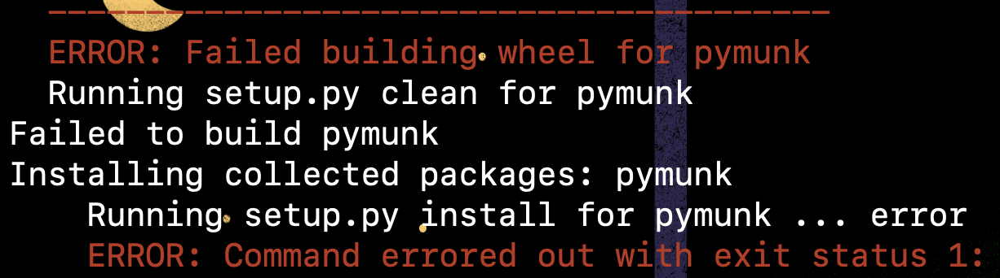 ERROR: Failed building wheel for pymunk
Running setup.py clean for pymunk
Failed to build pymunk
Installing collected packages: pymunk
Running setup.py install for pymunk ... error
ERROR: Command errored out with exit status 1: